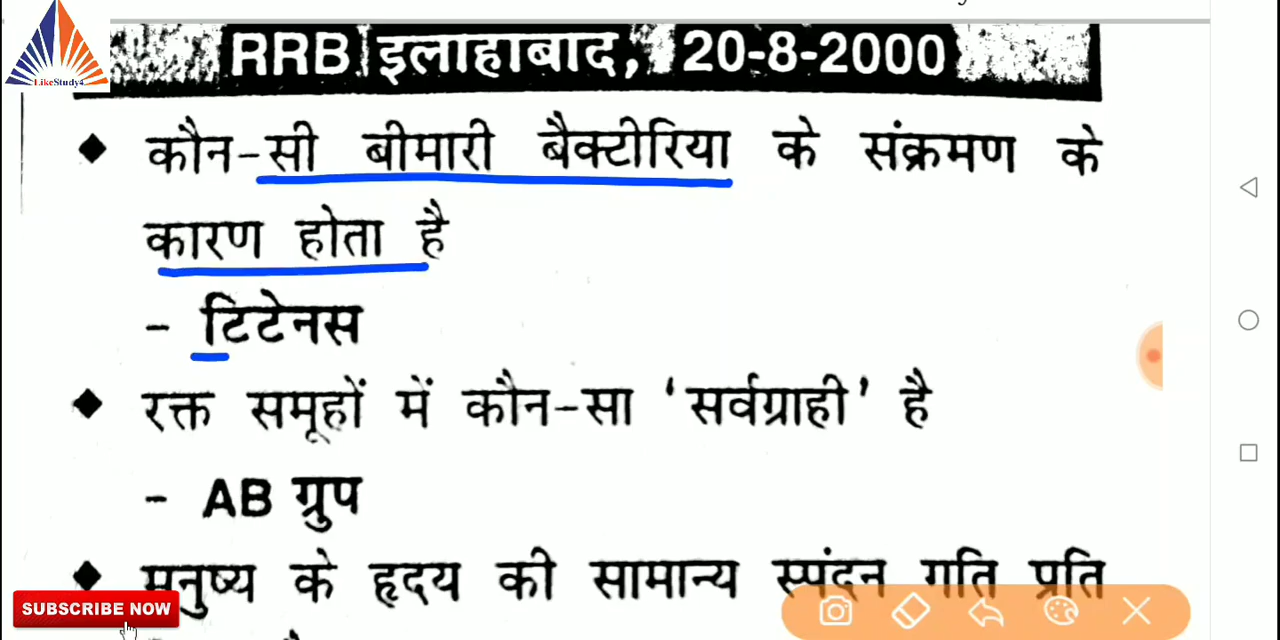 LikeStudy4
RRB इलाहाबाद, 20-8-2000
◆ कौन-सी बीमारी बैक्टीरिया के संक्रमण के
कारण होता है
- टिटेनस
◆ रक्त समूहों में कौन-सा 'सर्वग्राही' है
- AB ग्रुप
◆ मनुष्य के हृदय की सामान्य स्पंदन गति प्रति
SUBSCRIBE NOW